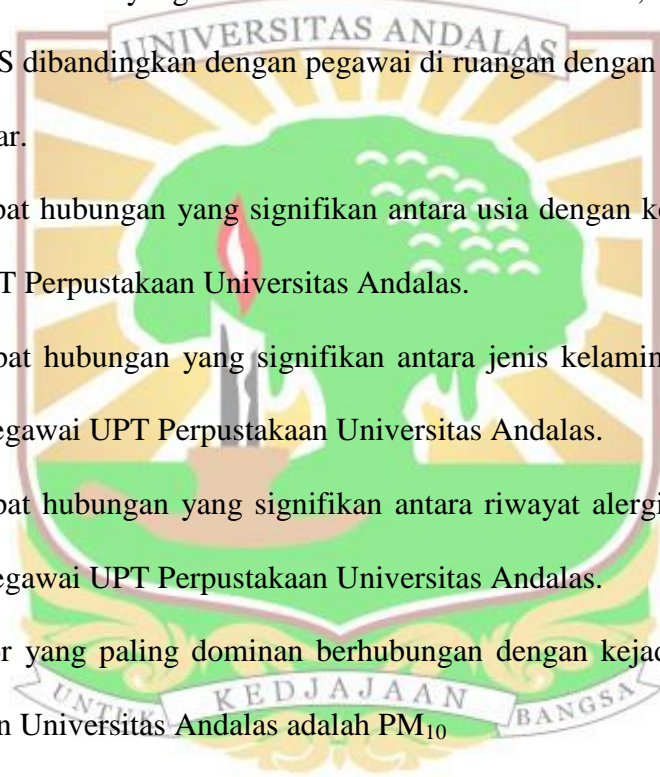 yang
UNIVERSITAS ANDALAS
S dibandingkan dengan pegawai di ruangan dengan
ar.
pat hubungan yang signifikan antara usia dengan ke
T Perpustakaan Universitas Andalas.
pat hubungan yang signifikan antara jenis kelamin
egawai UPT Perpustakaan Universitas Andalas.
pat hubungan yang signifikan antara riwayat alergi
egawai UPT Perpustakaan Universitas Andalas.
r yang paling dominan berhubungan dengan kejad
UNTUK KEDJAJAAN BANGSA
n Universitas Andalas adalah PM₁₀